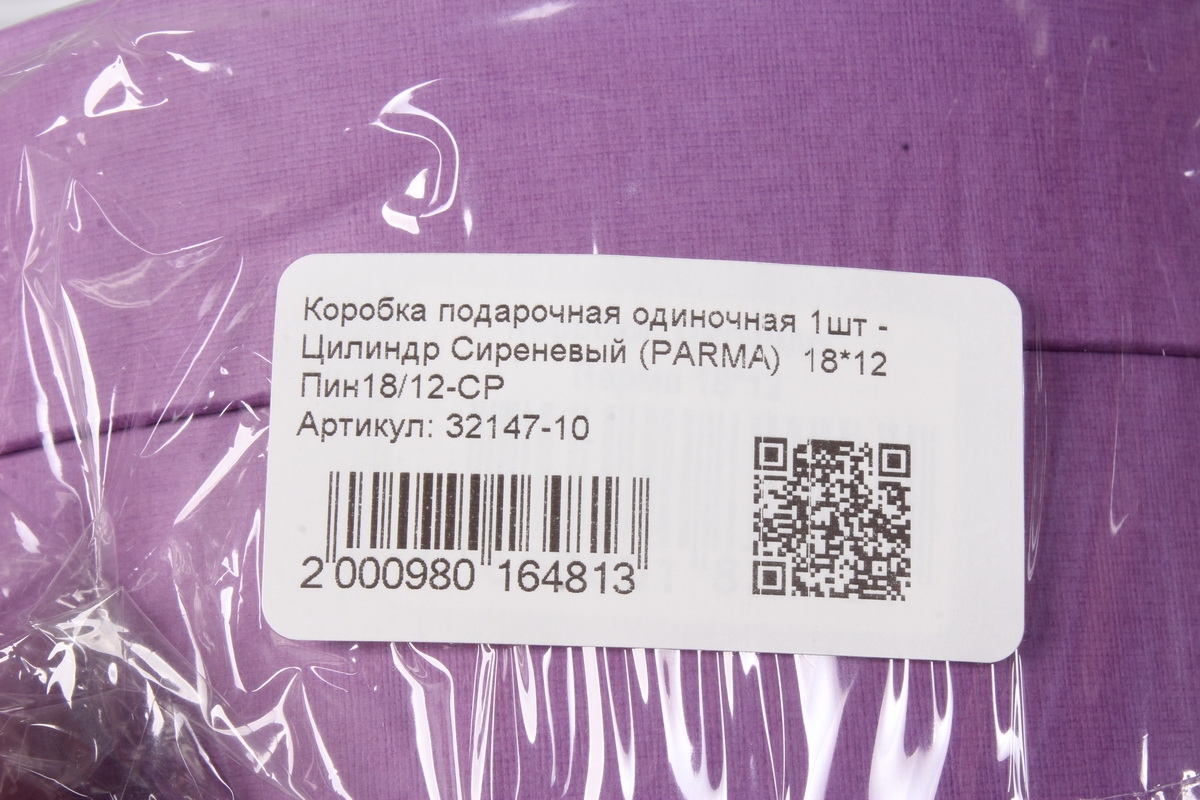 Коробка подарочная одиночная 1шт -
Цилиндр Сиреневый (PARMA) 18*12
Пин18/12-СР
Артикул: 32147-10
2 000980 164813